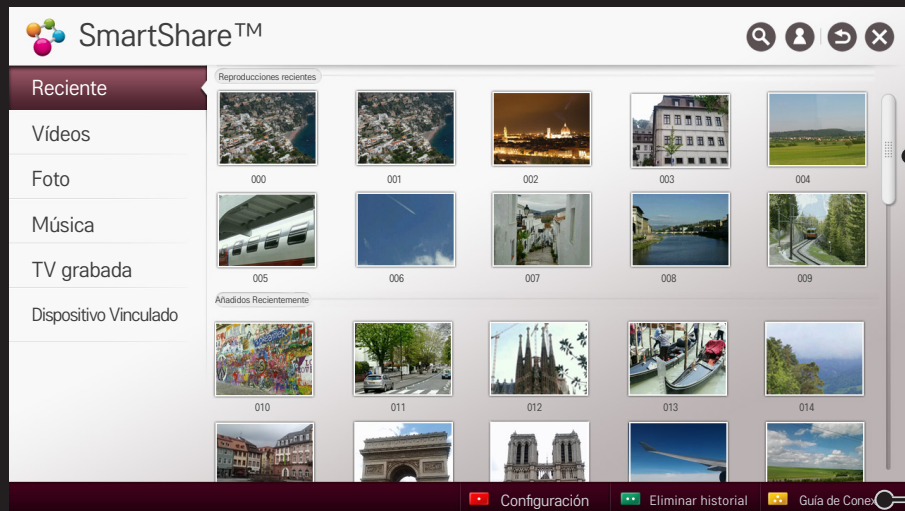 SmartShare™
Reciente
Vídeos
Foto
Música
TV grabada
Dispositivo Vinculado
Reproducciones recientes
000 001 002 003 004
005 006 007 008 009
Añadidos Recientemente
010 011 012 013 014
Configuración Eliminar historial Guía de